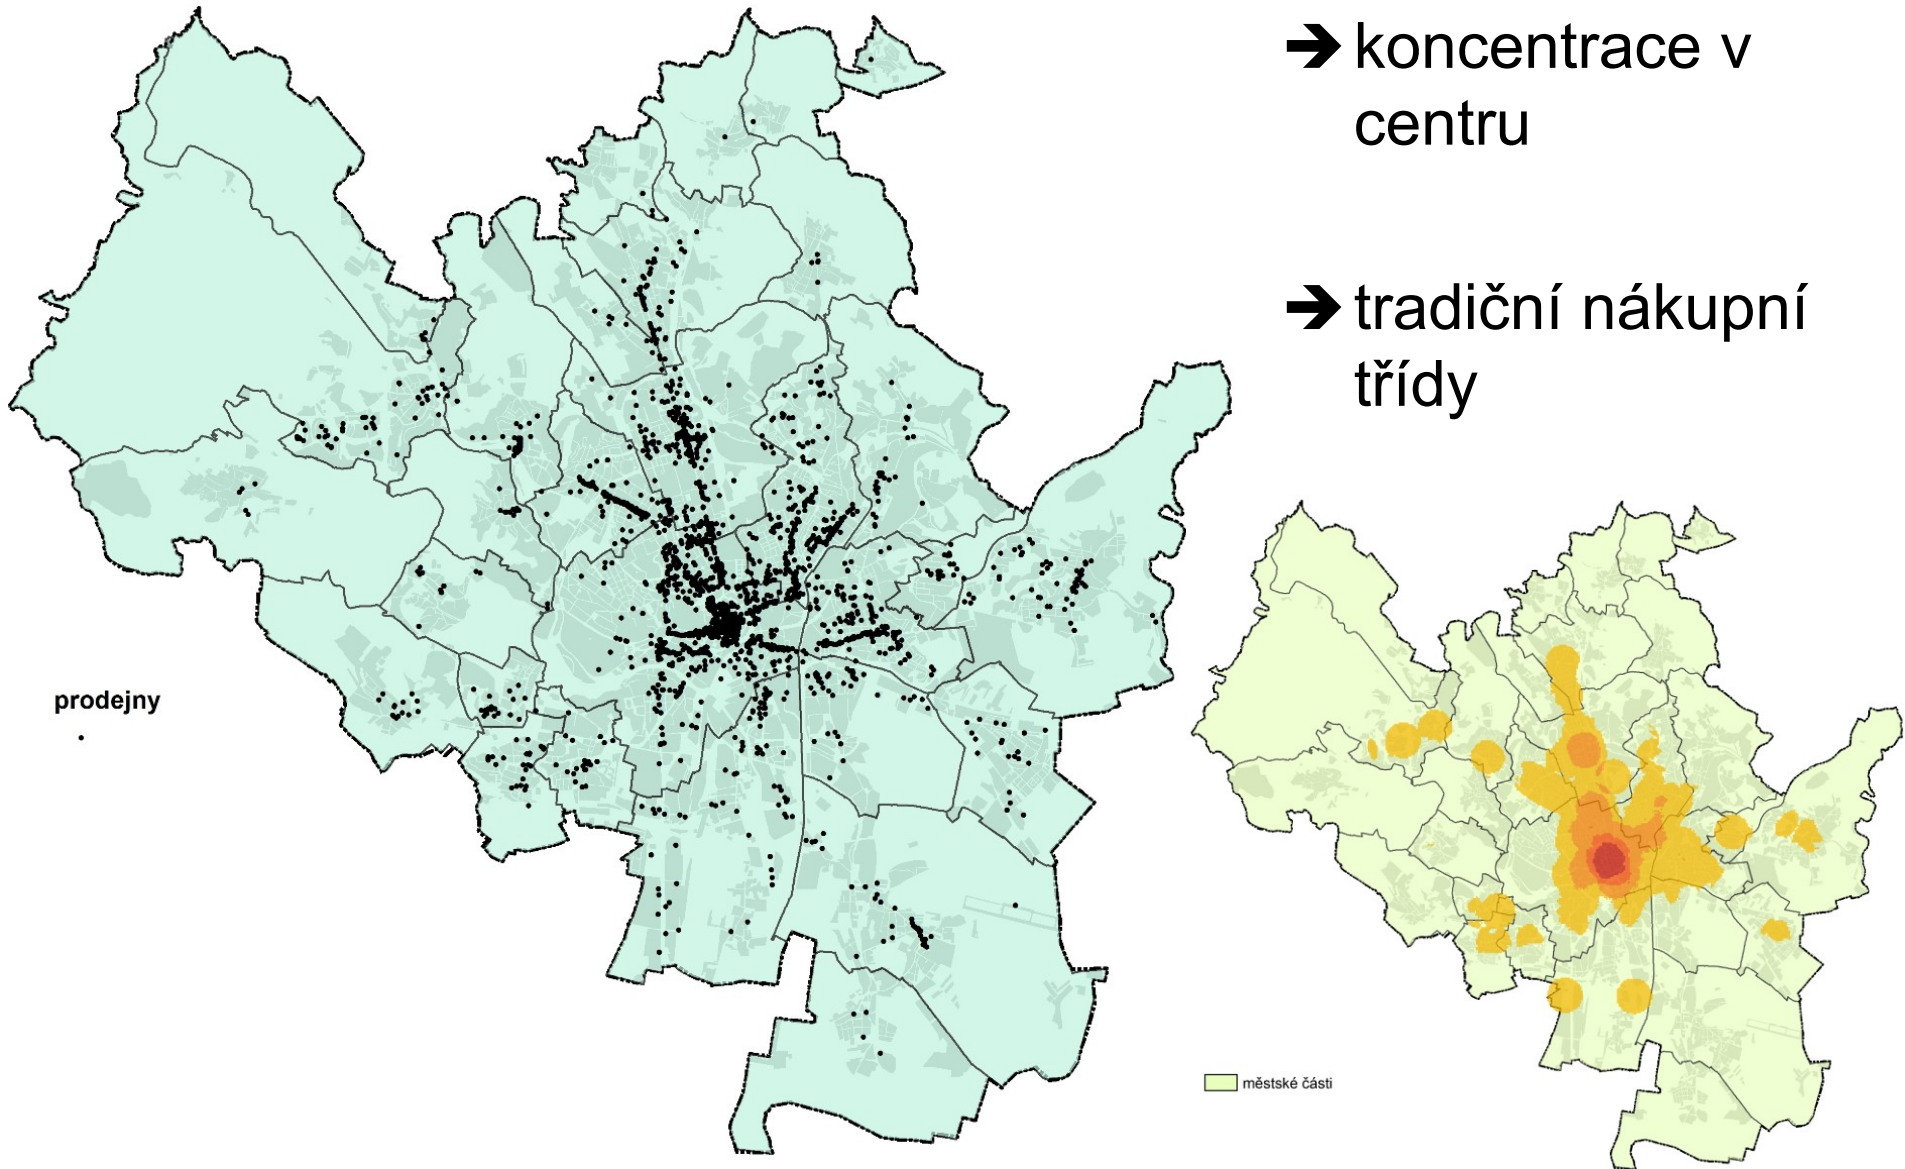 ➔ koncentrace v
centru
➔ tradiční nákupní
třídy
prodejny
městské části